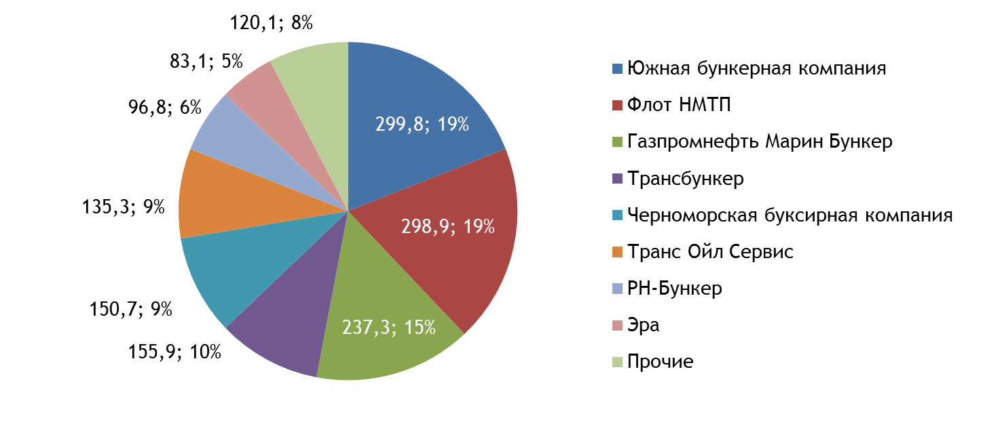 120,1; 8%
83,1; 5%
96,8; 6%
135,3; 9%
150,7; 9%
155,9; 10%
299,8; 19%
298,9; 19%
237,3; 15%
Южная бункерная компания
Флот НМТП
Газпромнефть Марин Бункер
Трансбункер
Черноморская буксирная компания
Транс Ойл Сервис
РН-Бункер
Эра
Прочие